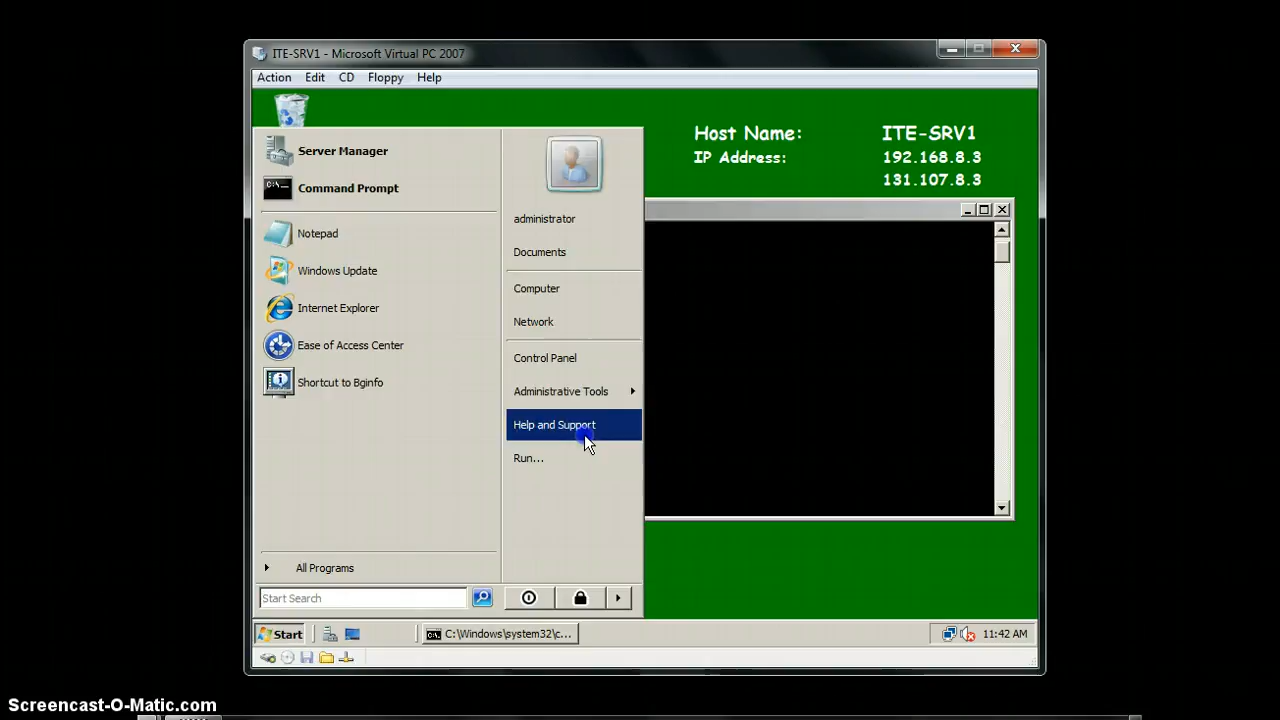 ITE-SRV1 - Microsoft Virtual PC 2007
Action Edit CD Floppy Help
Host Name: ITE-SRV1
IP Address: 192.168.8.3
131.107.8.3
Server Manager
Command Prompt
Notepad
Windows Update
Internet Explorer
Ease of Access Center
Shortcut to Bginfo
All Programs
Start Search
administrator
Documents
Computer
Network
Control Panel
Administrative Tools
Help and Support
Run...
Start
C:\Windows\system32\c...
11:42 AM
Screencast-O-Matic.com